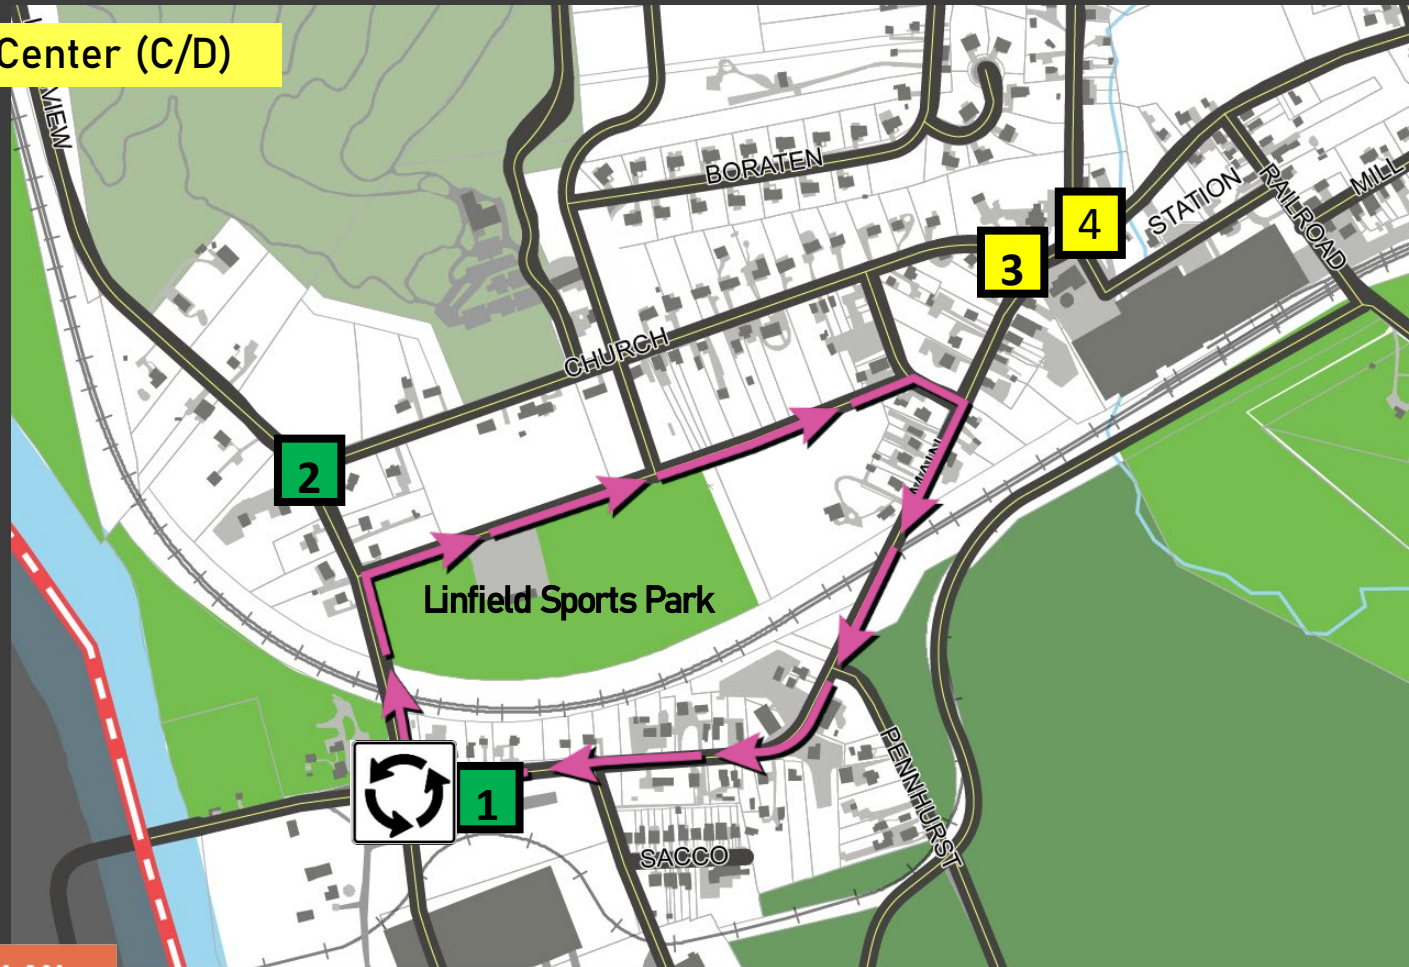 Center (C/D)
VIEW
BORATEN
STATION
RAILROAD
MILL
4
3
CHURCH
2
MAIN
Linfield Sports Park
1
PENNHURST
SACCO